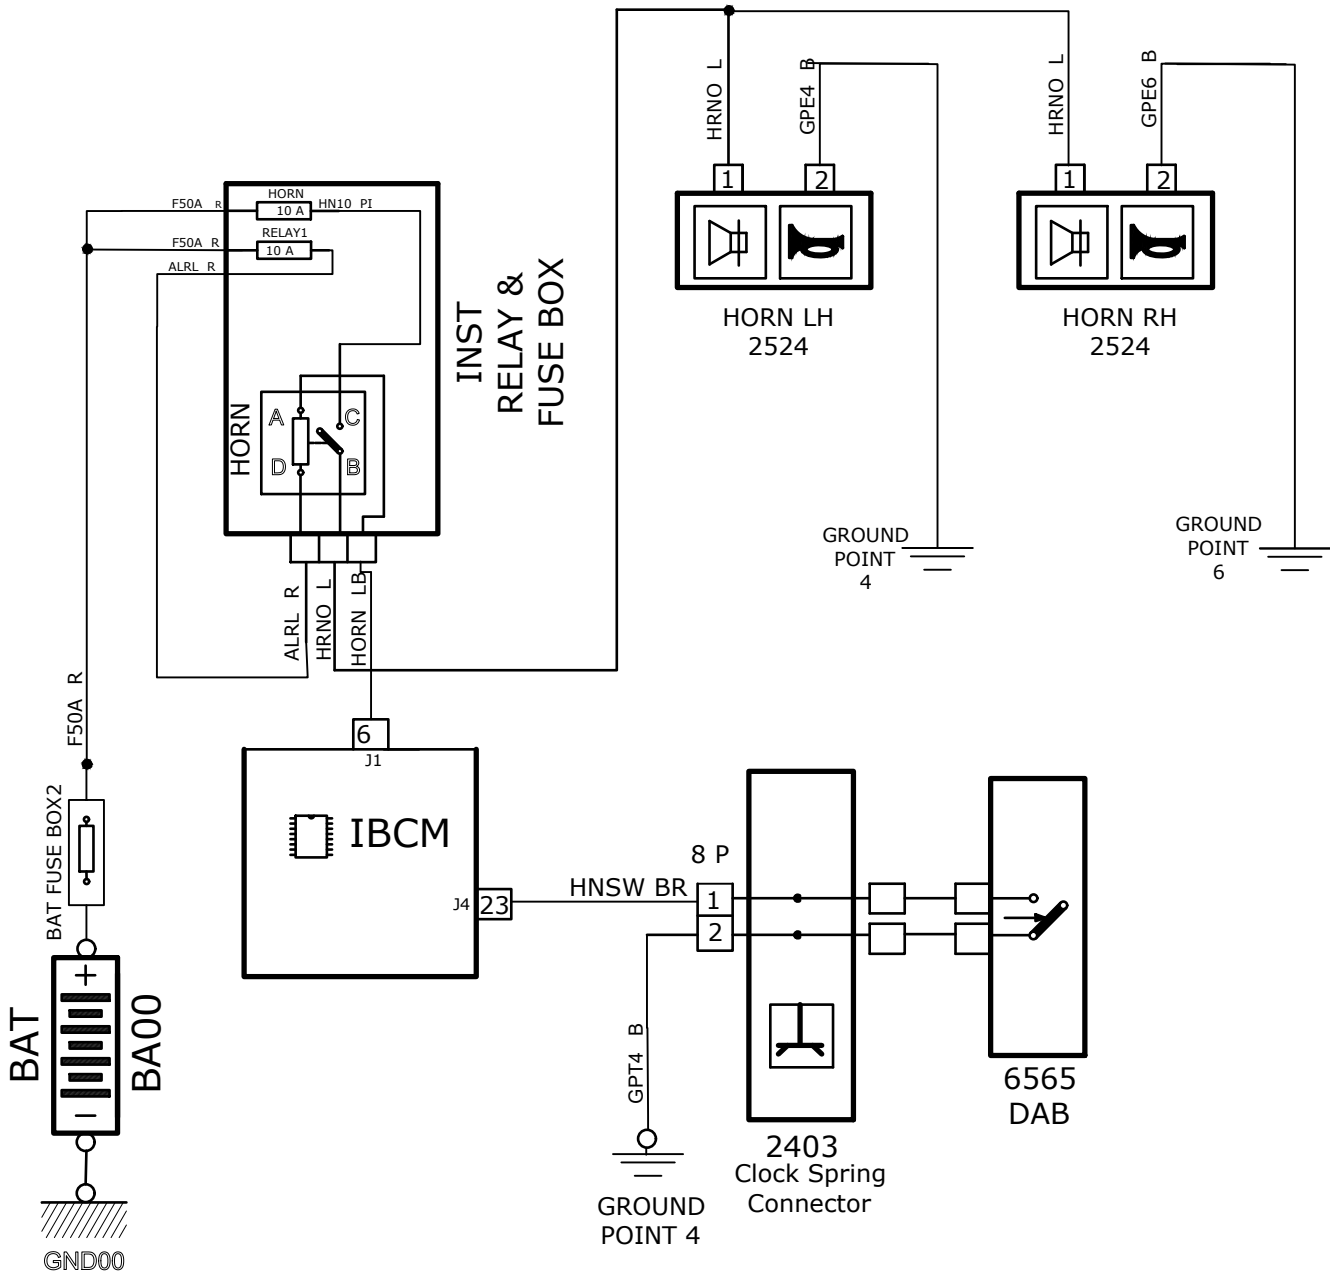 HRNO L
GPE4 B
HRNO L
GPE6 B
1
2
1
2
HORN LH
2524
HORN RH
2524
F50A R
HORN
10 A
HN10 PI
F50A R
RELAY1
10 A
ALRL R
INST
RELAY &
FUSE BOX
HORN
A
C
D
B
GROUND
POINT
4
GROUND
POINT
6
ALRL R
HRNO L
HORN LB
F50A R
6
J1
IBCM
J4
23
HNSW BR
8 P
1
2
BAT FUSE BOX2
+
−
BAT
BA00
GND00
GPT4 B
GROUND
POINT 4
2403
Clock Spring
Connector
6565
DAB